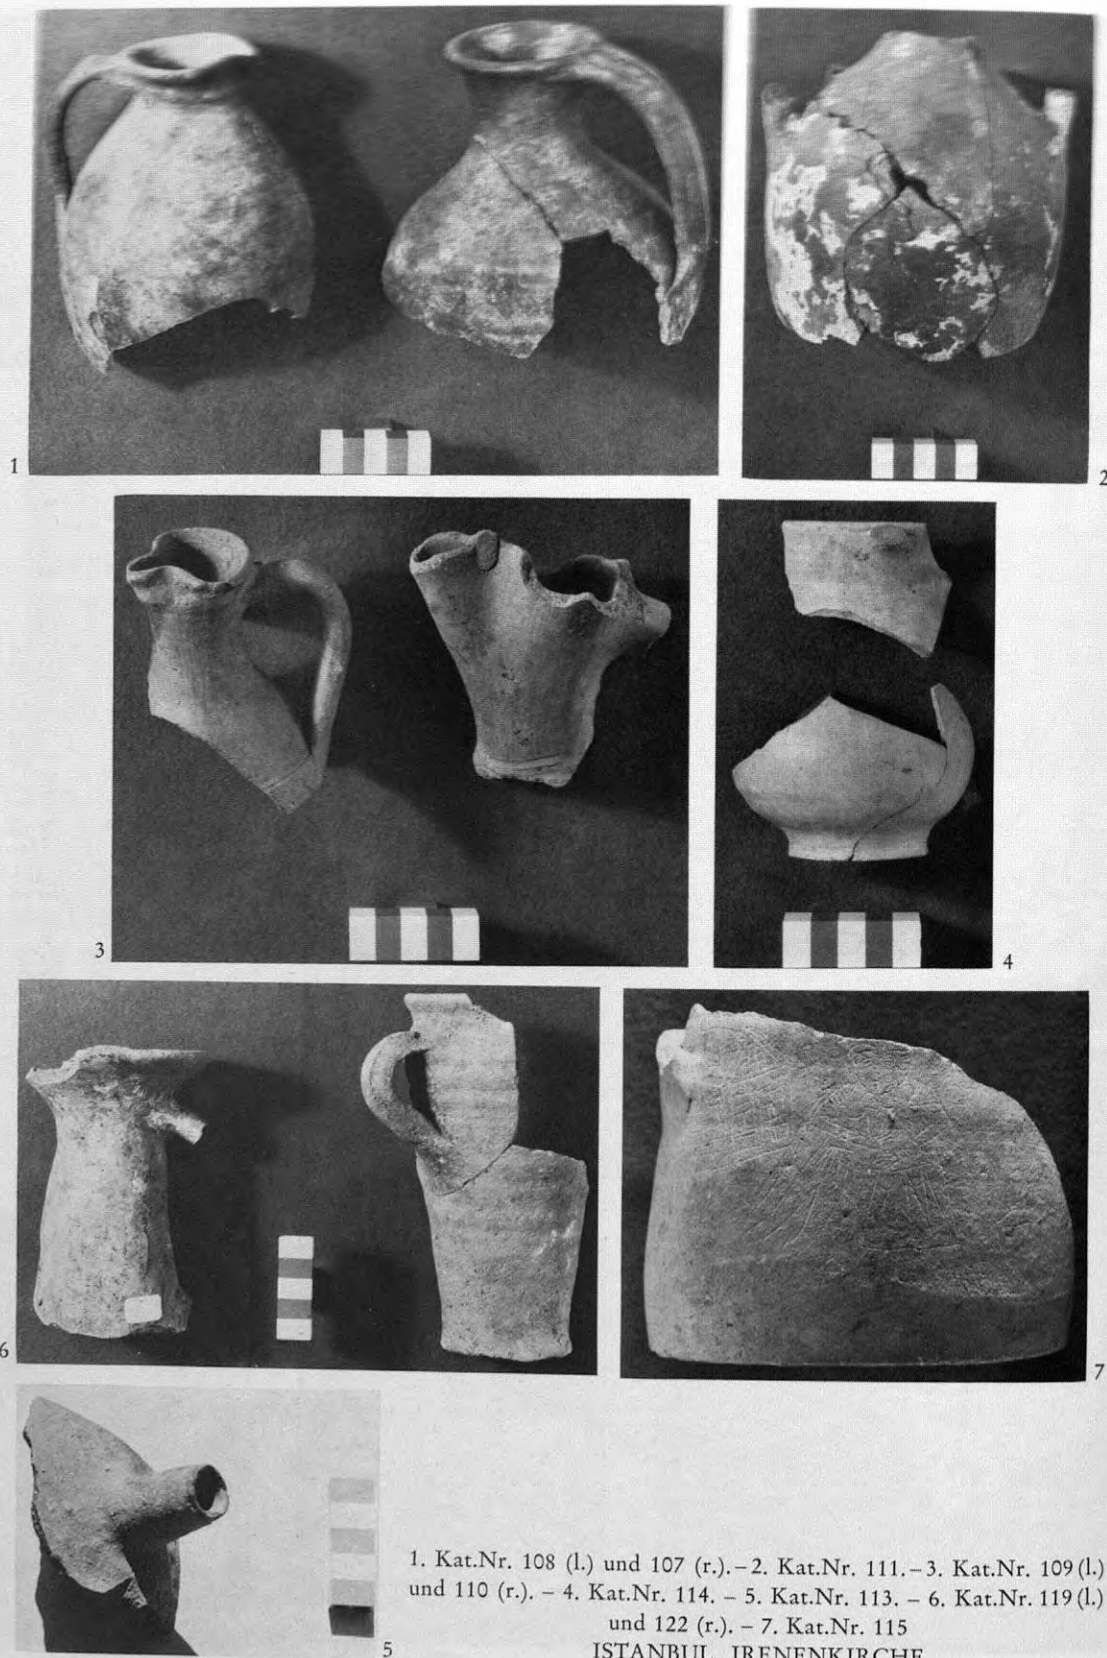 1
2
3
4
6
7
5
1. Kat.Nr. 108 (l.) und 107 (r.). – 2. Kat.Nr. 111. – 3. Kat.Nr. 109 (l.)
und 110 (r.). – 4. Kat.Nr. 114. – 5. Kat.Nr. 113. – 6. Kat.Nr. 119 (l.)
und 122 (r.). – 7. Kat.Nr. 115
ISTANBUL, IRENENKIRCHE